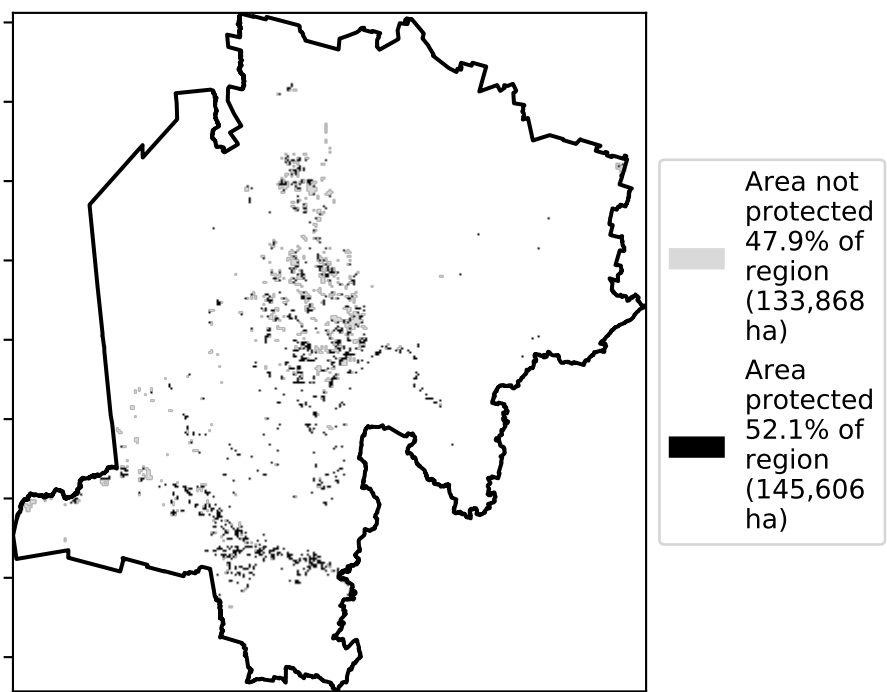 Area not
protected
47.9% of
region
(133,868
ha)
Area
protected
52.1% of
region
(145,606
ha)